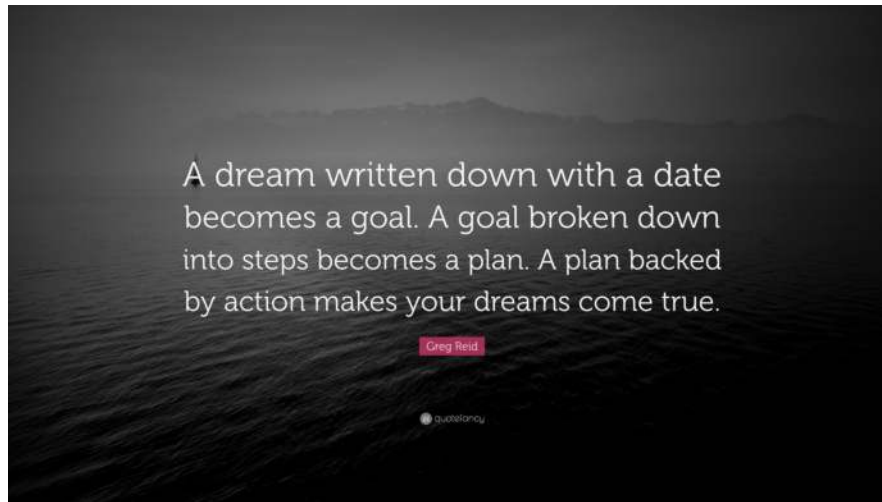 A dream written down with a date
becomes a goal. A goal broken down
into steps becomes a plan. A plan backed
by action makes your dreams come true.
Greg Reid
quotefancy